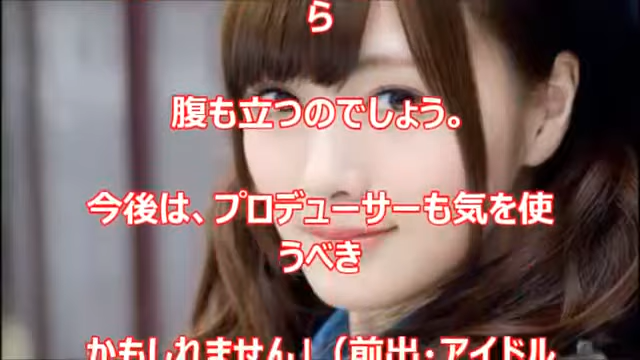 ら
腹も立つのでしょう。
今後は、プロデューサーも気を使
うべき
かもしれません」（前出・アイドル